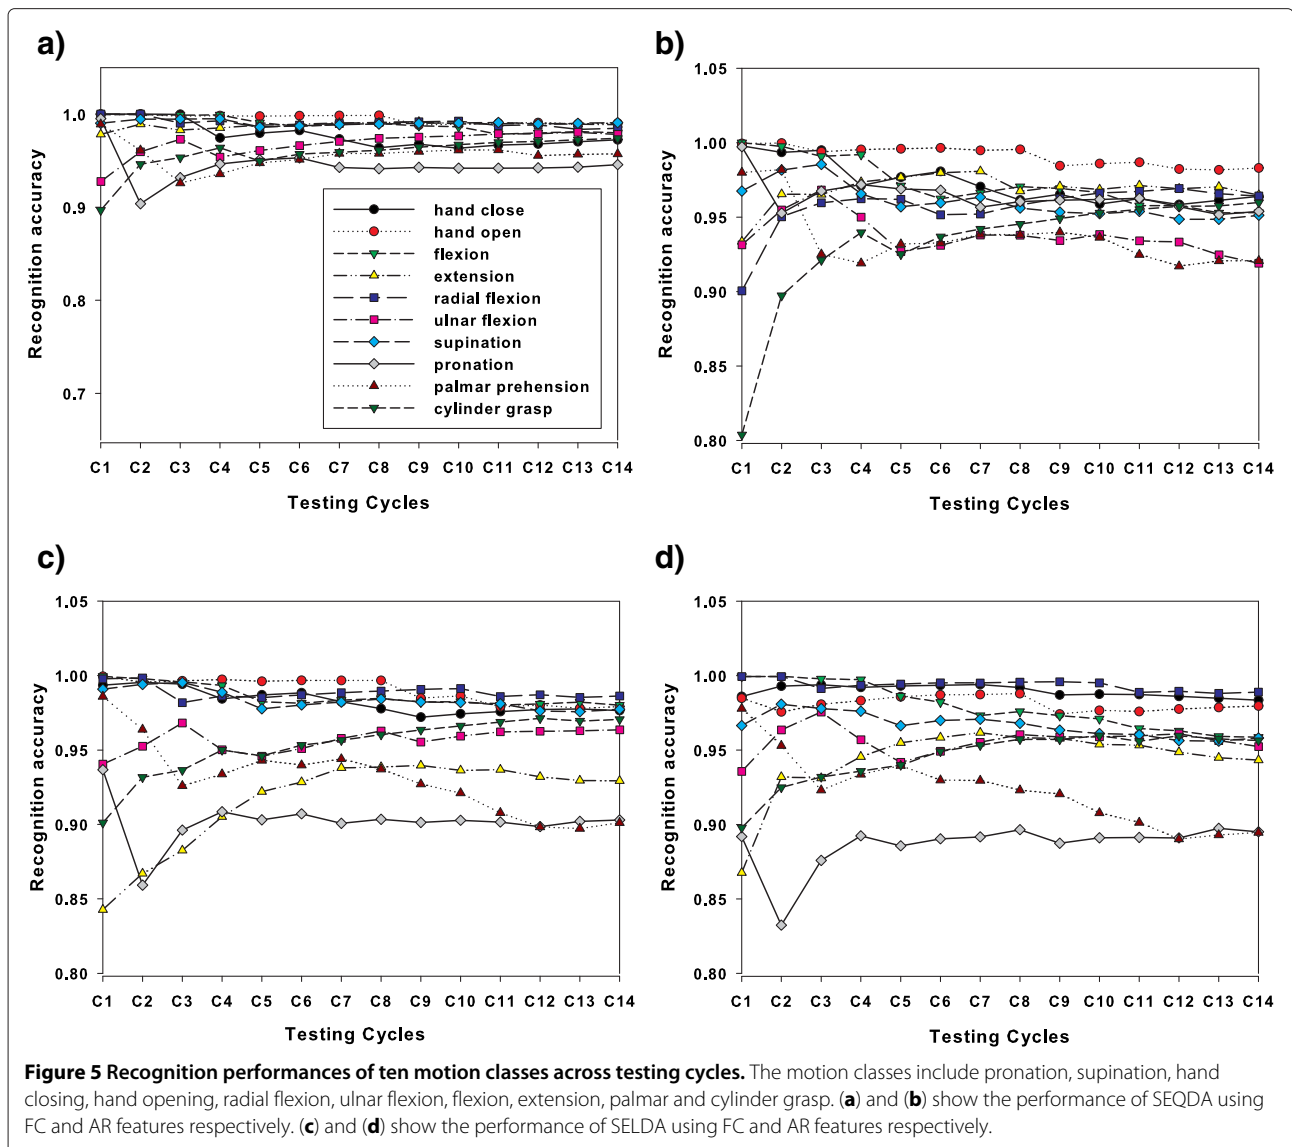 a)
1.0
0.9
0.8
0.7
Recognition accuracy
hand close
hand open
flexion
extension
radial flexion
ulnar flexion
supination
pronation
palmar prehension
cylinder grasp
C1 C2 C3 C4 C5 C6 C7 C8 C9 C10 C11 C12 C13 C14
Testing Cycles
b)
1.05
1.00
0.95
0.90
0.85
0.80
Recognition accuracy
C1 C2 C3 C4 C5 C6 C7 C8 C9 C10 C11 C12 C13 C14
Testing Cycles
c)
1.05
1.00
0.95
0.90
0.85
0.80
Recognition accuracy
C1 C2 C3 C4 C5 C6 C7 C8 C9 C10 C11 C12 C13 C14
Testing Cycles
d)
1.05
1.00
0.95
0.90
0.85
0.80
Recognition accuracy
C1 C2 C3 C4 C5 C6 C7 C8 C9 C10 C11 C12 C13 C14
Testing Cycles
Figure 5 Recognition performances of ten motion classes across testing cycles. The motion classes include pronation, supination, hand
closing, hand opening, radial flexion, ulnar flexion, flexion, extension, palmar and cylinder grasp. (a) and (b) show the performance of SEQDA using
FC and AR features respectively. (c) and (d) show the performance of SELDA using FC and AR features respectively.